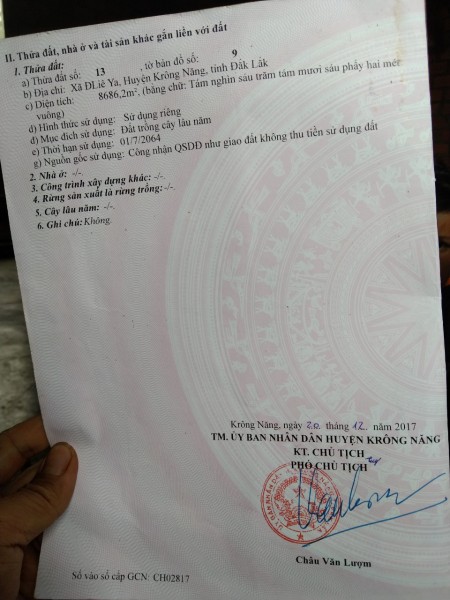 II. Thửa đất, nhà ở và tài sản khác gắn liền với đất
1. Thửa đất:
a) Thửa đất số: 13 , tờ bản đồ số: 9
b) Địa chỉ: Xã DLiê Ya, Huyện Krông Năng, tỉnh Đắk Lắk
c) Diện tích: 8686,2m², (bằng chữ: Tám nghìn sáu trăm tám mươi sáu phẩy hai mét
vuông)
d) Hình thức sử dụng: Sử dụng riêng
đ) Mục đích sử dụng: Đất trồng cây lâu năm
e) Thời hạn sử dụng: 01/7/2064
g) Nguồn gốc sử dụng: Công nhận QSDĐ như giao đất không thu tiền sử dụng đất
2. Nhà ở: -/-.
3. Công trình xây dựng khác: -/-.
4. Rừng sản xuất là rừng trồng:-/-.
5. Cây lâu năm: -/-.
6. Ghi chú:Không.
Krông Năng, ngày 20 tháng 12 năm 2017
TM. ỦY BAN NHÂN DÂN HUYỆN KRÔNG NĂNG
KT. CHỦ TỊCH
PHÓ CHỦ TỊCH
Châu Văn Lượm
Số vào sổ cấp GCN: CH02817